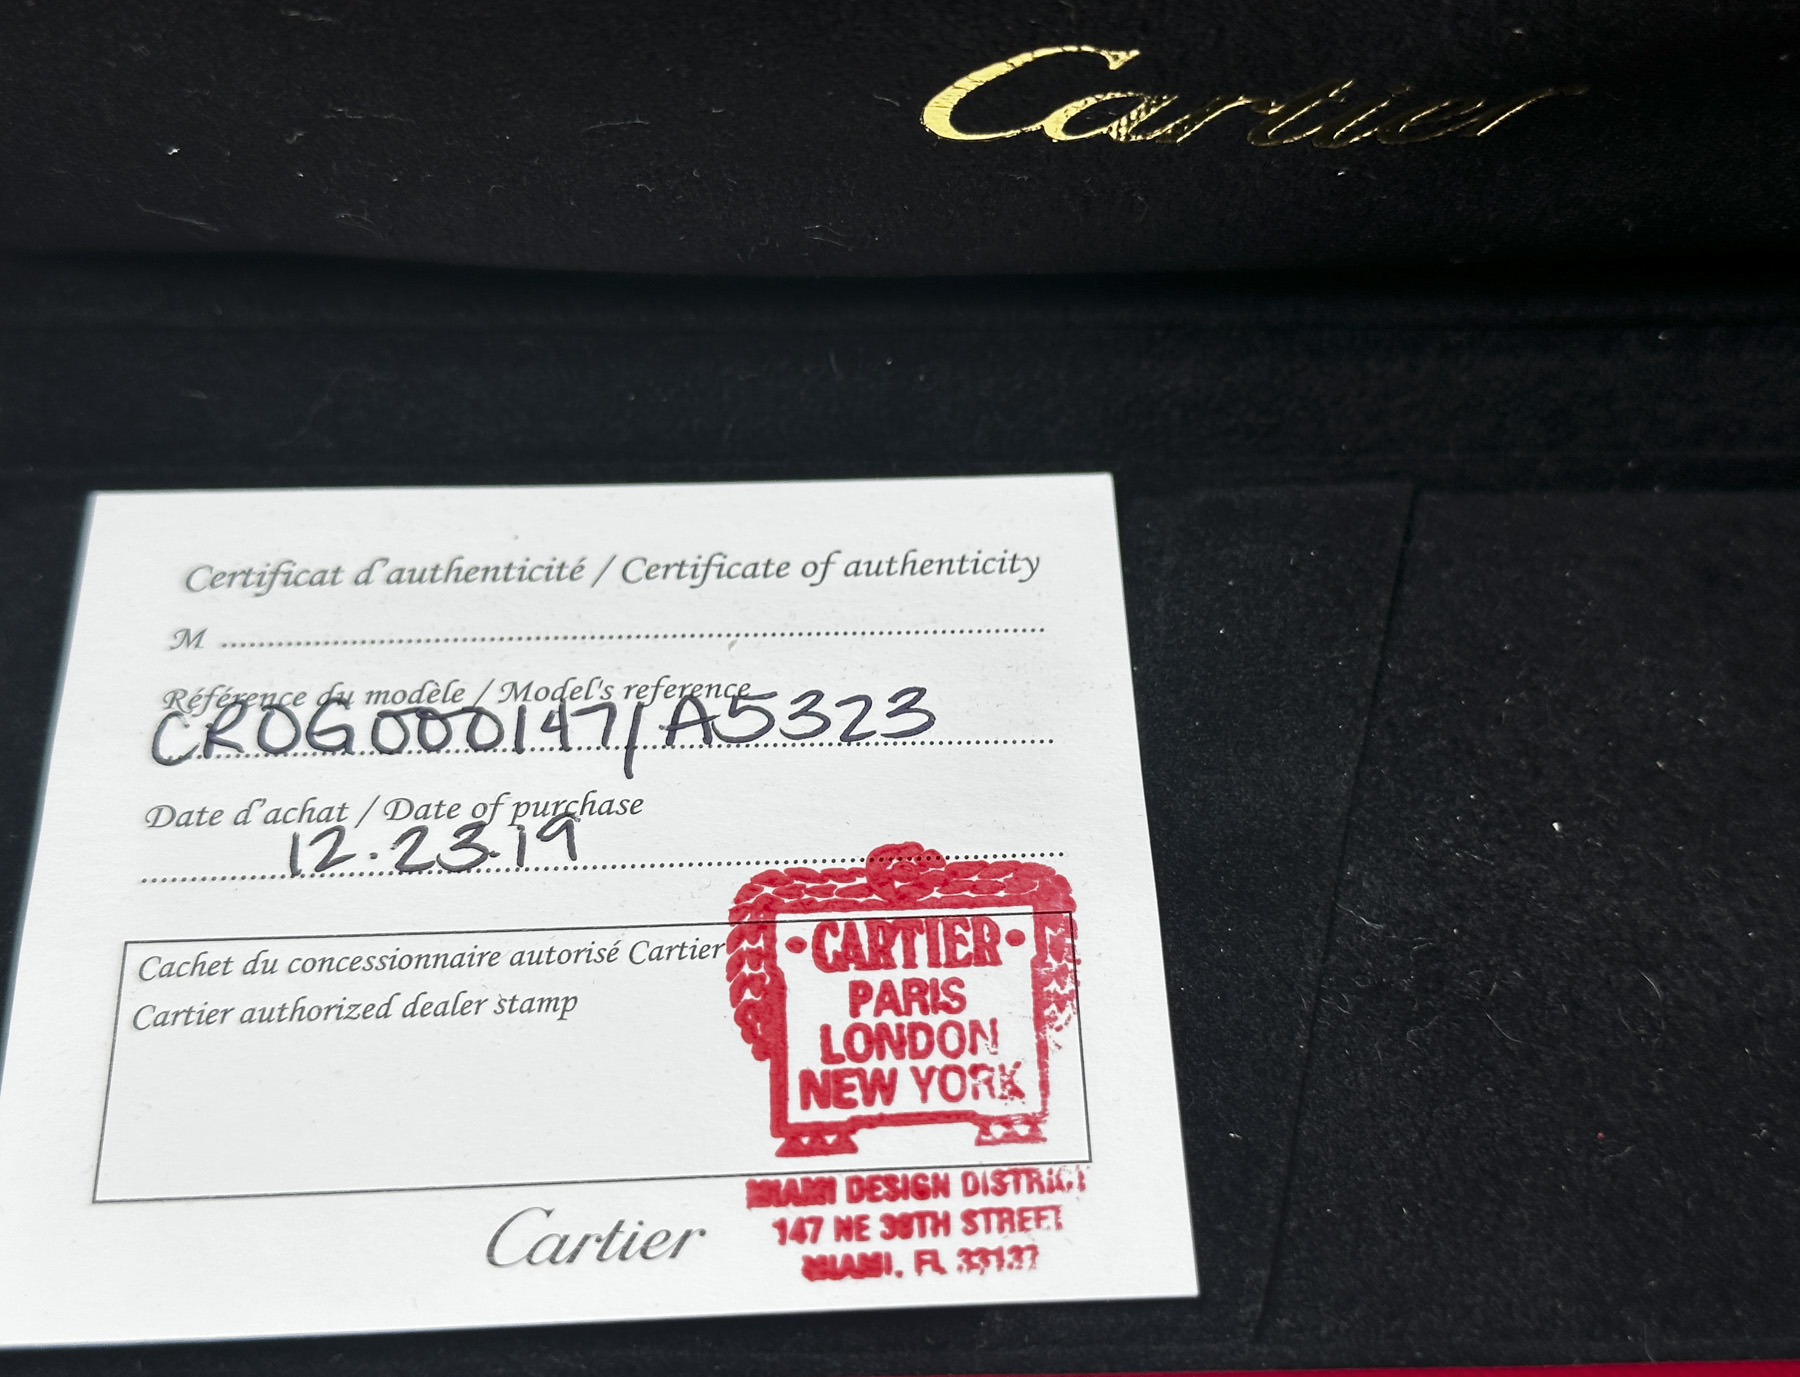 Cartier
Certificat d'authenticité / Certificate of authenticity
M
Référence du modèle / Model's reference
CROG000147/A5323
Date d'achat / Date of purchase
12.23.19
Cachet du concessionnaire autorisé Cartier
Cartier authorized dealer stamp
• CARTIER •
PARIS
LONDON
NEW YORK
MIAMI DESIGN DISTRICT
147 NE 39TH STREET
MIAMI, FL 33137
Cartier